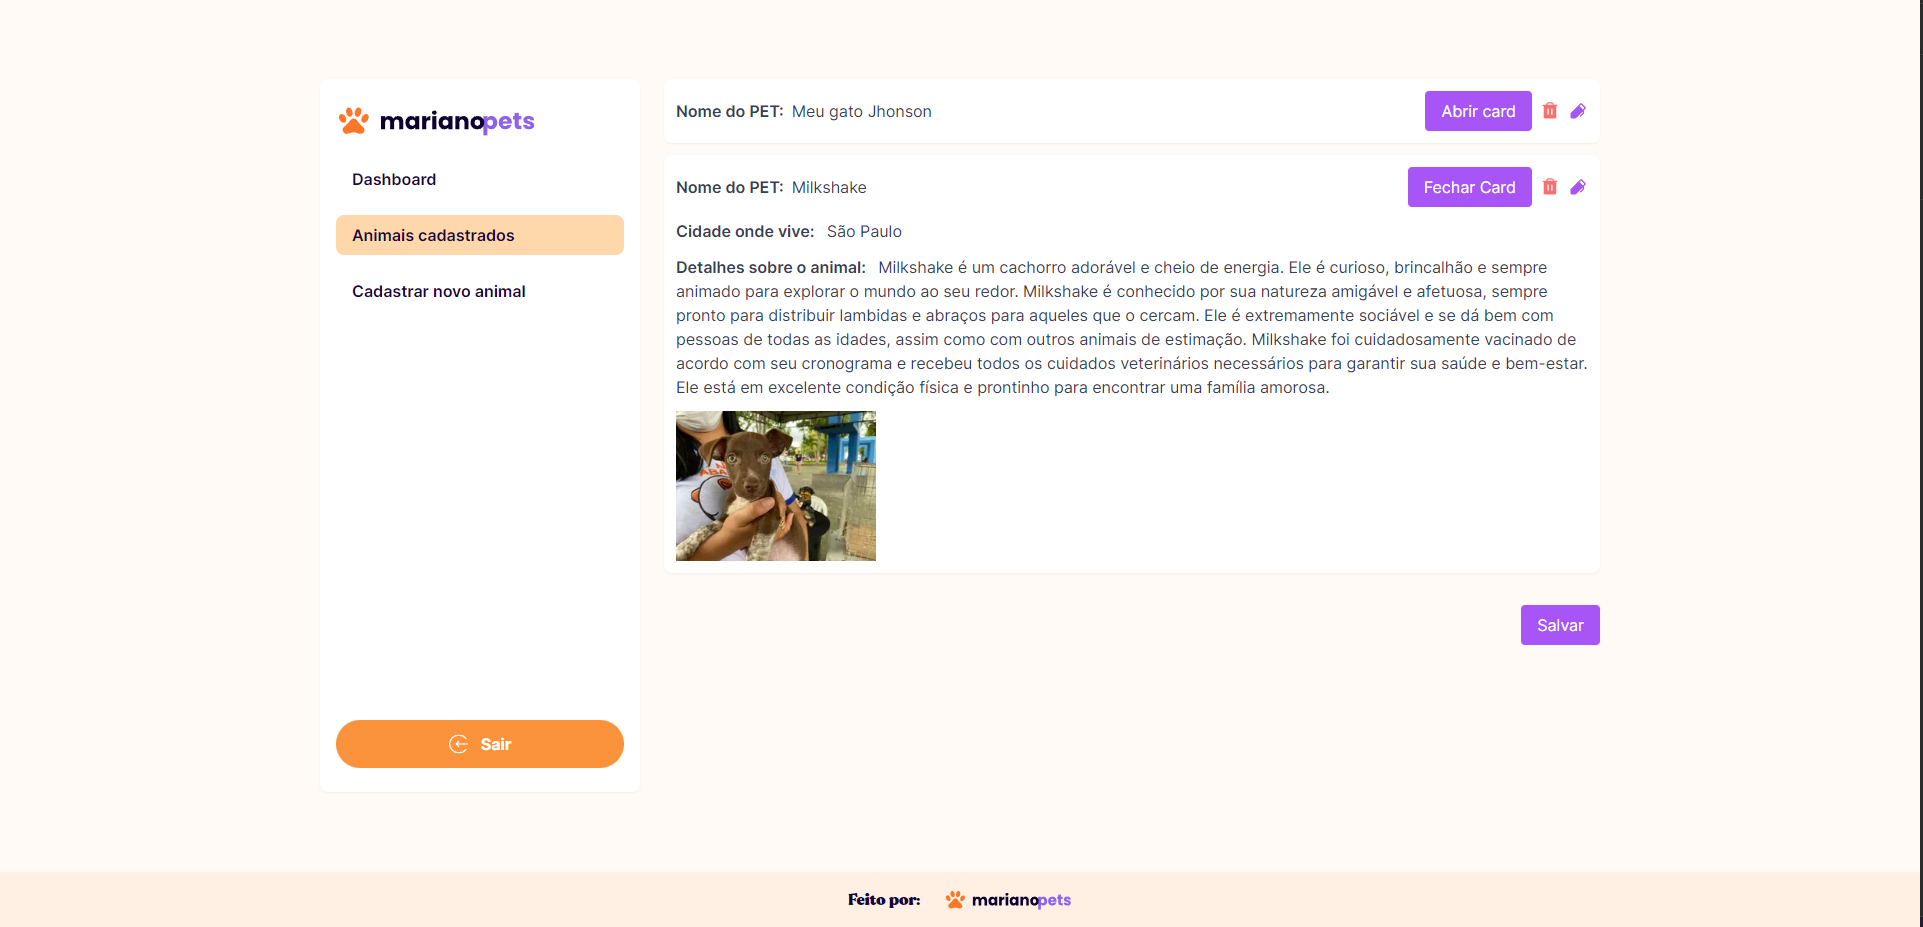 marianopets
Dashboard
Animais cadastrados
Cadastrar novo animal
Sair
Nome do PET: Meu gato Jhonson
Abrir card
Nome do PET: Milkshake
Fechar Card
Cidade onde vive: São Paulo
Detalhes sobre o animal: Milkshake é um cachorro adorável e cheio de energia. Ele é curioso, brincalhão e sempre
animado para explorar o mundo ao seu redor. Milkshake é conhecido por sua natureza amigável e afetuosa, sempre
pronto para distribuir lambidas e abraços para aqueles que o cercam. Ele é extremamente sociável e se dá bem com
pessoas de todas as idades, assim como com outros animais de estimação. Milkshake foi cuidadosamente vacinado de
acordo com seu cronograma e recebeu todos os cuidados veterinários necessários para garantir sua saúde e bem-estar.
Ele está em excelente condição física e prontinho para encontrar uma família amorosa.
Salvar
Feito por: marianopets